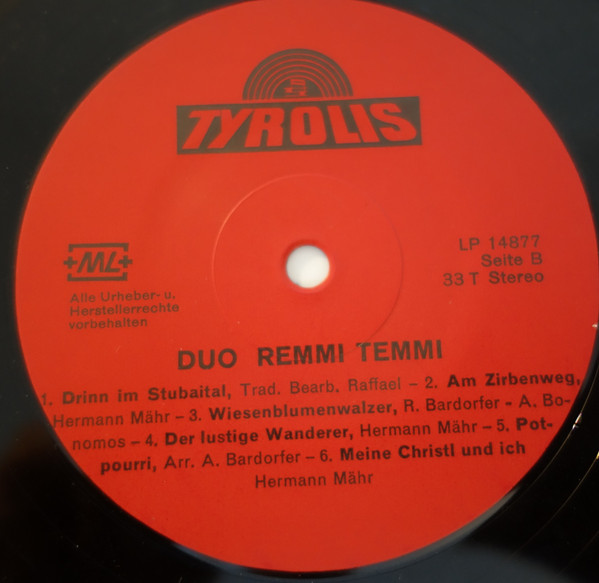 TYROLIS
+ML+
Alle Urheber- u.
Herstellerrechte
vorbehalten
LP 14877
Seite B
33 T Stereo
DUO REMMI TEMMI
1. Drinn im Stubaital, Trad. Bearb. Raffael – 2. Am Zirbenweg,
Hermann Mähr – 3. Wiesenblumenwalzer, R. Bardorfer - A. Bo-
nomos – 4. Der lustige Wanderer, Hermann Mähr – 5. Pot-
pourri, Arr. A. Bardorfer – 6. Meine Christl und ich
Hermann Mähr